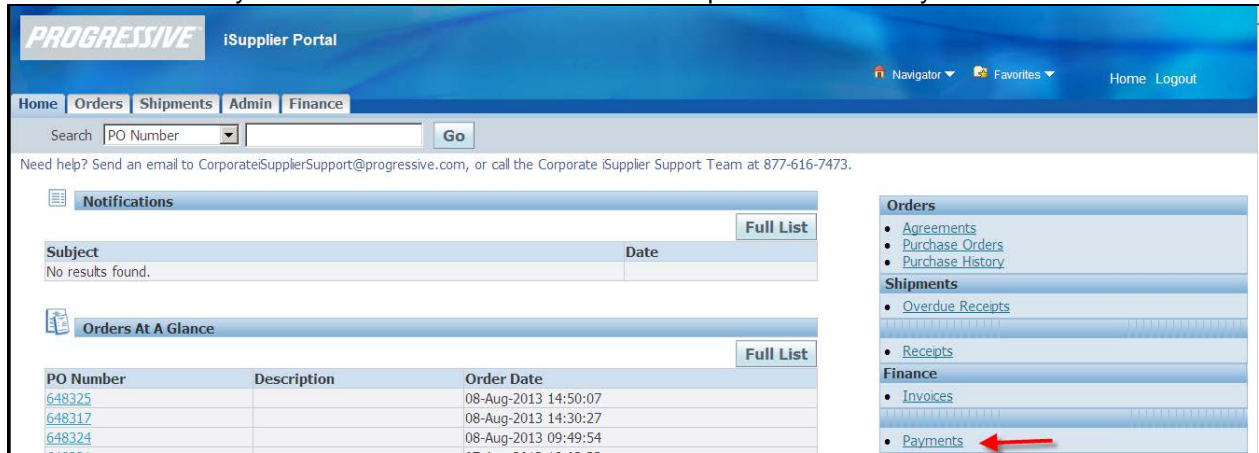 PROGRESSIVE iSupplier Portal
Navigator Favorites Home Logout
Home Orders Shipments Admin Finance
Search PO Number Go
Need help? Send an email to CorporateiSupplierSupport@progressive.com, or call the Corporate iSupplier Support Team at 877-616-7473.
Notifications
Full List
Subject Date
No results found.
Orders At A Glance
Full List
PO Number Description Order Date
648325 08-Aug-2013 14:50:07
648317 08-Aug-2013 14:30:27
648324 08-Aug-2013 09:49:54
Orders
Agreements
Purchase Orders
Purchase History
Shipments
Overdue Receipts
Receipts
Finance
Invoices
Payments